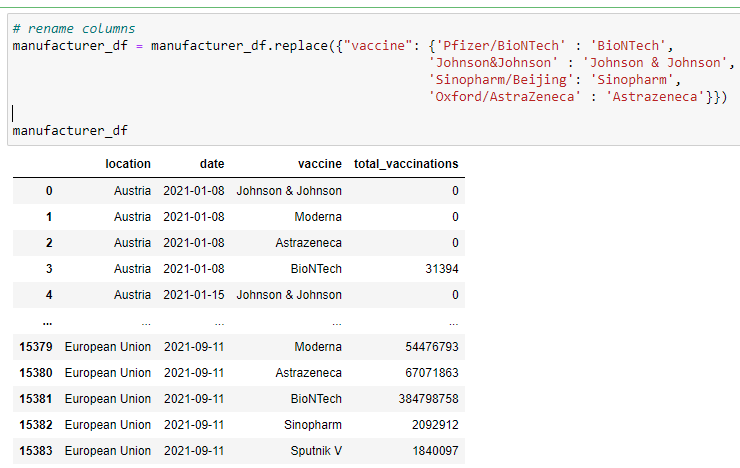 # rename columns
manufacturer_df = manufacturer_df.replace({"vaccine": {'Pfizer/BioNTech' : 'BioNTech',
'Johnson&Johnson' : 'Johnson & Johnson',
'Sinopharm/Beijing': 'Sinopharm',
'Oxford/AstraZeneca' : 'Astrazeneca'}})
manufacturer_df
location date vaccine total_vaccinations
0 Austria 2021-01-08 Johnson & Johnson 0
1 Austria 2021-01-08 Moderna 0
2 Austria 2021-01-08 Astrazeneca 0
3 Austria 2021-01-08 BioNTech 31394
4 Austria 2021-01-15 Johnson & Johnson 0
... ... ... ... ...
15379 European Union 2021-09-11 Moderna 54476793
15380 European Union 2021-09-11 Astrazeneca 67071863
15381 European Union 2021-09-11 BioNTech 384798758
15382 European Union 2021-09-11 Sinopharm 2092912
15383 European Union 2021-09-11 Sputnik V 1840097